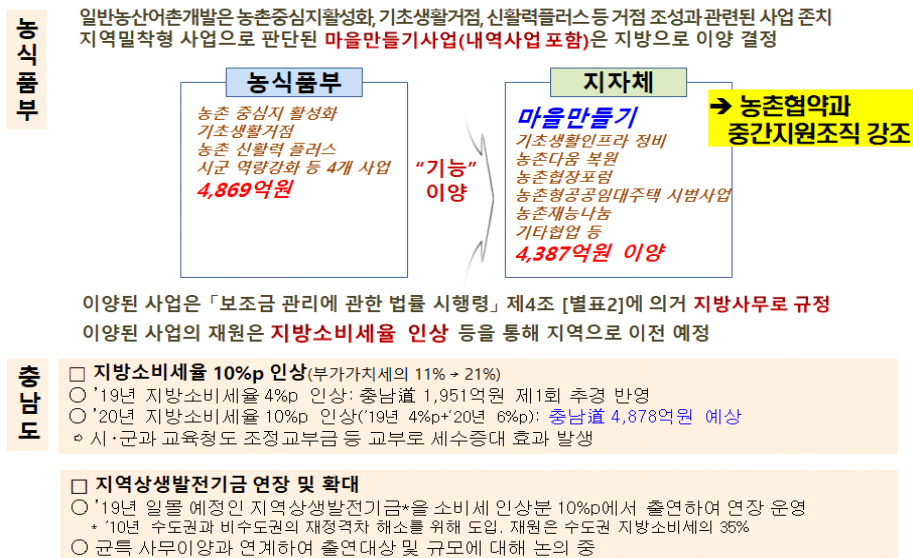 농식품부
일반농산어촌개발은 농촌중심지활성화, 기초생활거점, 신활력플러스 등 거점 조성과 관련된 사업 존치
지역밀착형 사업으로 판단된 마을만들기사업(내역사업 포함)은 지방으로 이양 결정
농식품부
농촌 중심지 활성화
기초생활거점
농촌 신활력 플러스
시군 역량강화 등 4개 사업
4,869억원
“기능”
이양
지자체
마을만들기
기초생활인프라 정비
농촌다움 복원
농촌협장포럼
농촌형공공임대주택 시범사업
농촌재능나눔
기타협업 등
4,387억원 이양
➔ 농촌협약과
중간지원조직 강조
이양된 사업은 「보조금 관리에 관한 법률 시행령」 제4조 [별표2]에 의거 지방사무로 규정
이양된 사업의 재원은 지방소비세율 인상 등을 통해 지역으로 이전 예정
충남도
□ 지방소비세율 10%p 인상(부가가치세의 11% → 21%)
○ ’19년 지방소비세율 4%p 인상: 충남道 1,951억원 제1회 추경 반영
○ ’20년 지방소비세율 10%p 인상(’19년 4%p+’20년 6%p): 충남道 4,878억원 예상
⇨ 시·군과 교육청도 조정교부금 등 교부로 세수증대 효과 발생
□ 지역상생발전기금 연장 및 확대
○ ’19년 일몰 예정인 지역상생발전기금*을 소비세 인상분 10%p에서 출연하여 연장 운영
* ’10년 수도권과 비수도권의 재정격차 해소를 위해 도입. 재원은 수도권 지방소비세의 35%
○ 균특 사무이양과 연계하여 출연대상 및 규모에 대해 논의 중